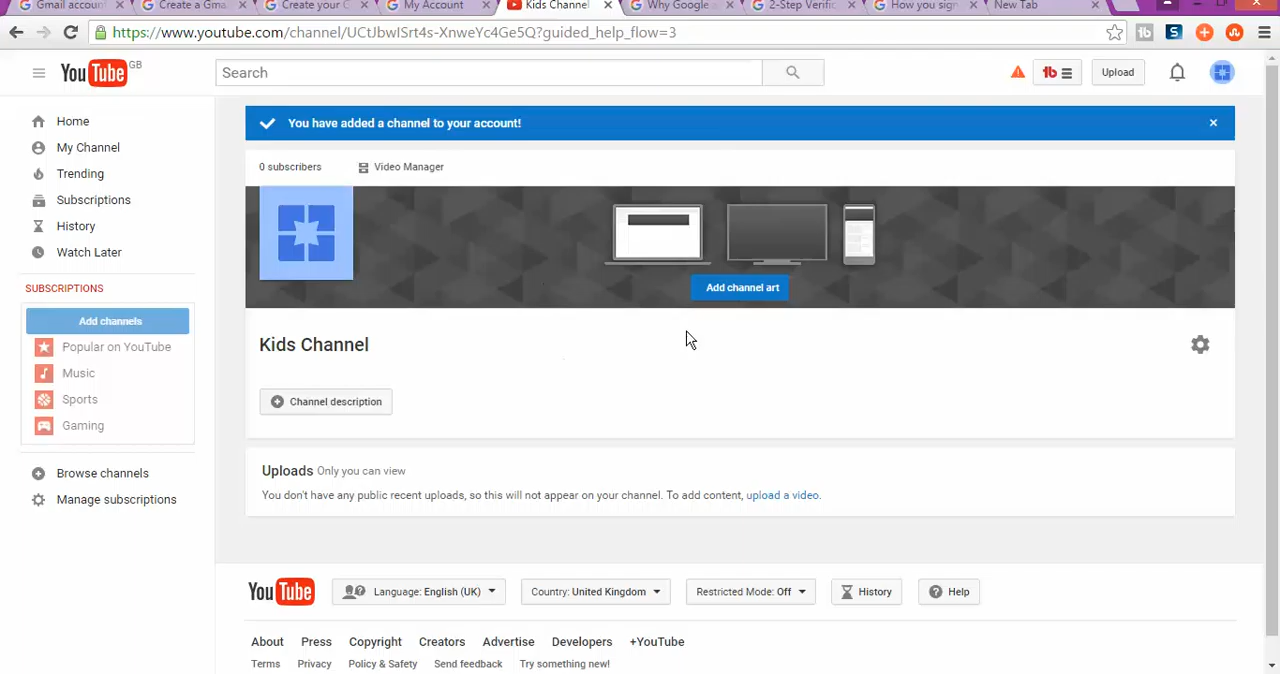 Gmail accoun
Create a Gma
Create your G
My Account
Kids Channel
Why Google a
2-Step Verific
How you sign
New Tab
https://www.youtube.com/channel/UCtJbwISrt4s-XnweYc4Ge5Q?guided_help_flow=3
YouTube GB
Search
Upload
Home
My Channel
Trending
Subscriptions
History
Watch Later
SUBSCRIPTIONS
Add channels
Popular on YouTube
Music
Sports
Gaming
Browse channels
Manage subscriptions
You have added a channel to your account!
0 subscribers Video Manager
Add channel art
Kids Channel
Channel description
Uploads Only you can view
You don't have any public recent uploads, so this will not appear on your channel. To add content, upload a video.
YouTube Language: English (UK) Country: United Kingdom Restricted Mode: Off History Help
About Press Copyright Creators Advertise Developers +YouTube
Terms Privacy Policy & Safety Send feedback Try something new!